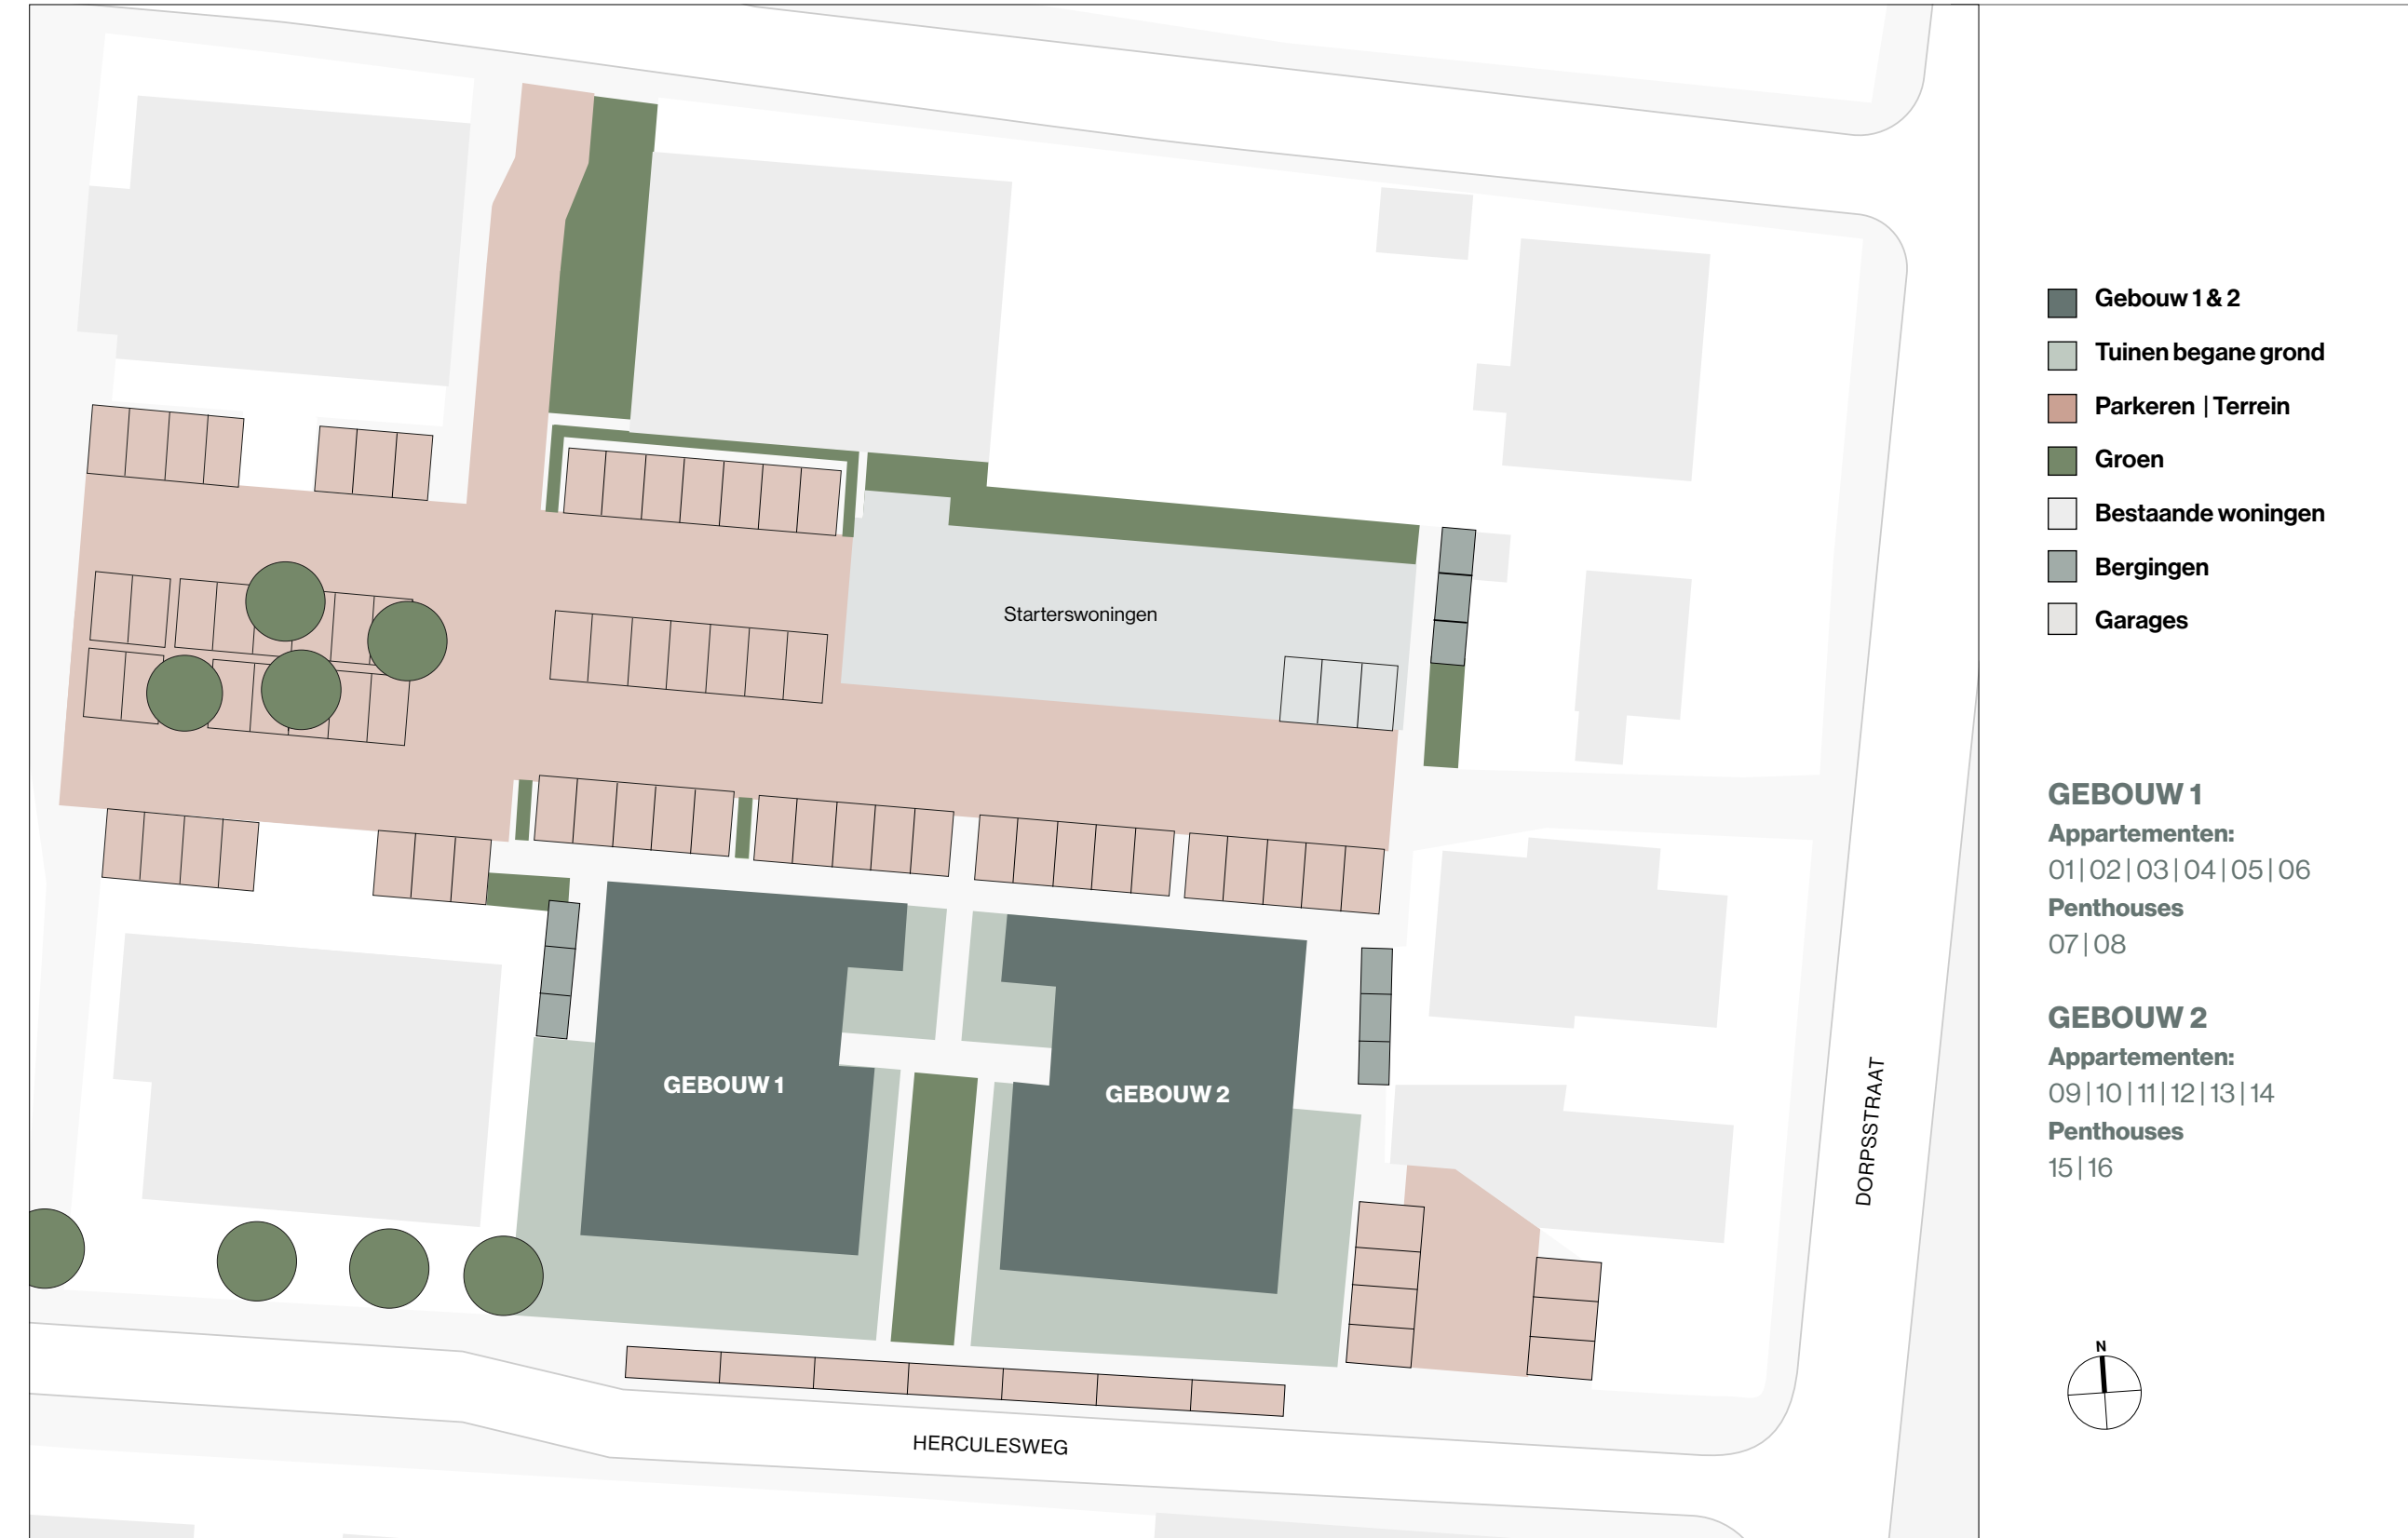 Starterswoningen
GEBOUW 1
GEBOUW 2
DORPSSTRAAT
HERCULESWEG
Gebouw 1 & 2
Tuinen begane grond
Parkeren | Terrein
Groen
Bestaande woningen
Bergingen
Garages
GEBOUW 1
Appartementen:
01 | 02 | 03 | 04 | 05 | 06
Penthouses
07 | 08
GEBOUW 2
Appartementen:
09 | 10 | 11 | 12 | 13 | 14
Penthouses
15 | 16
N